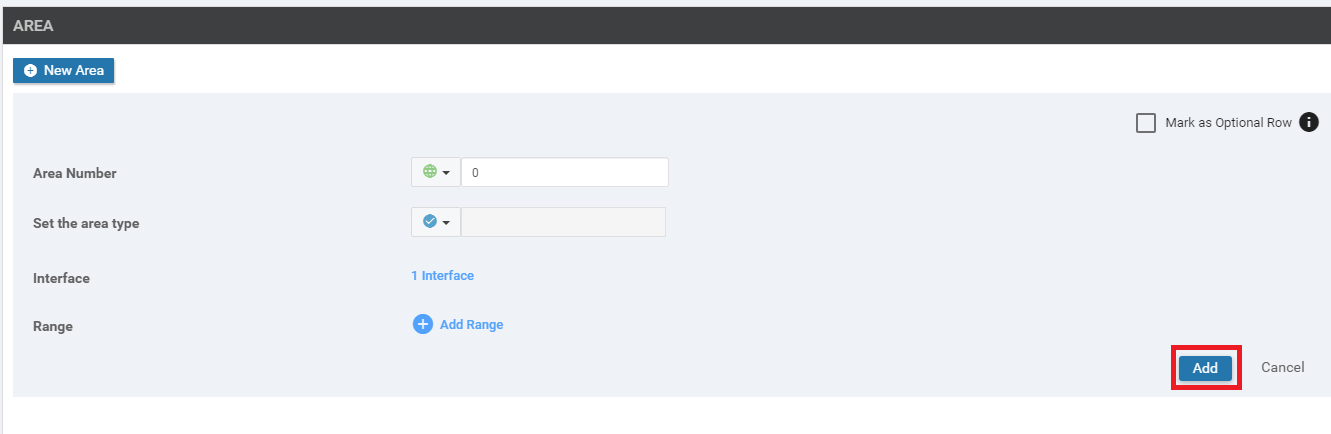 AREA
New Area
Mark as Optional Row
Area Number
0
Set the area type
Interface
1 Interface
Range
Add Range
Add
Cancel